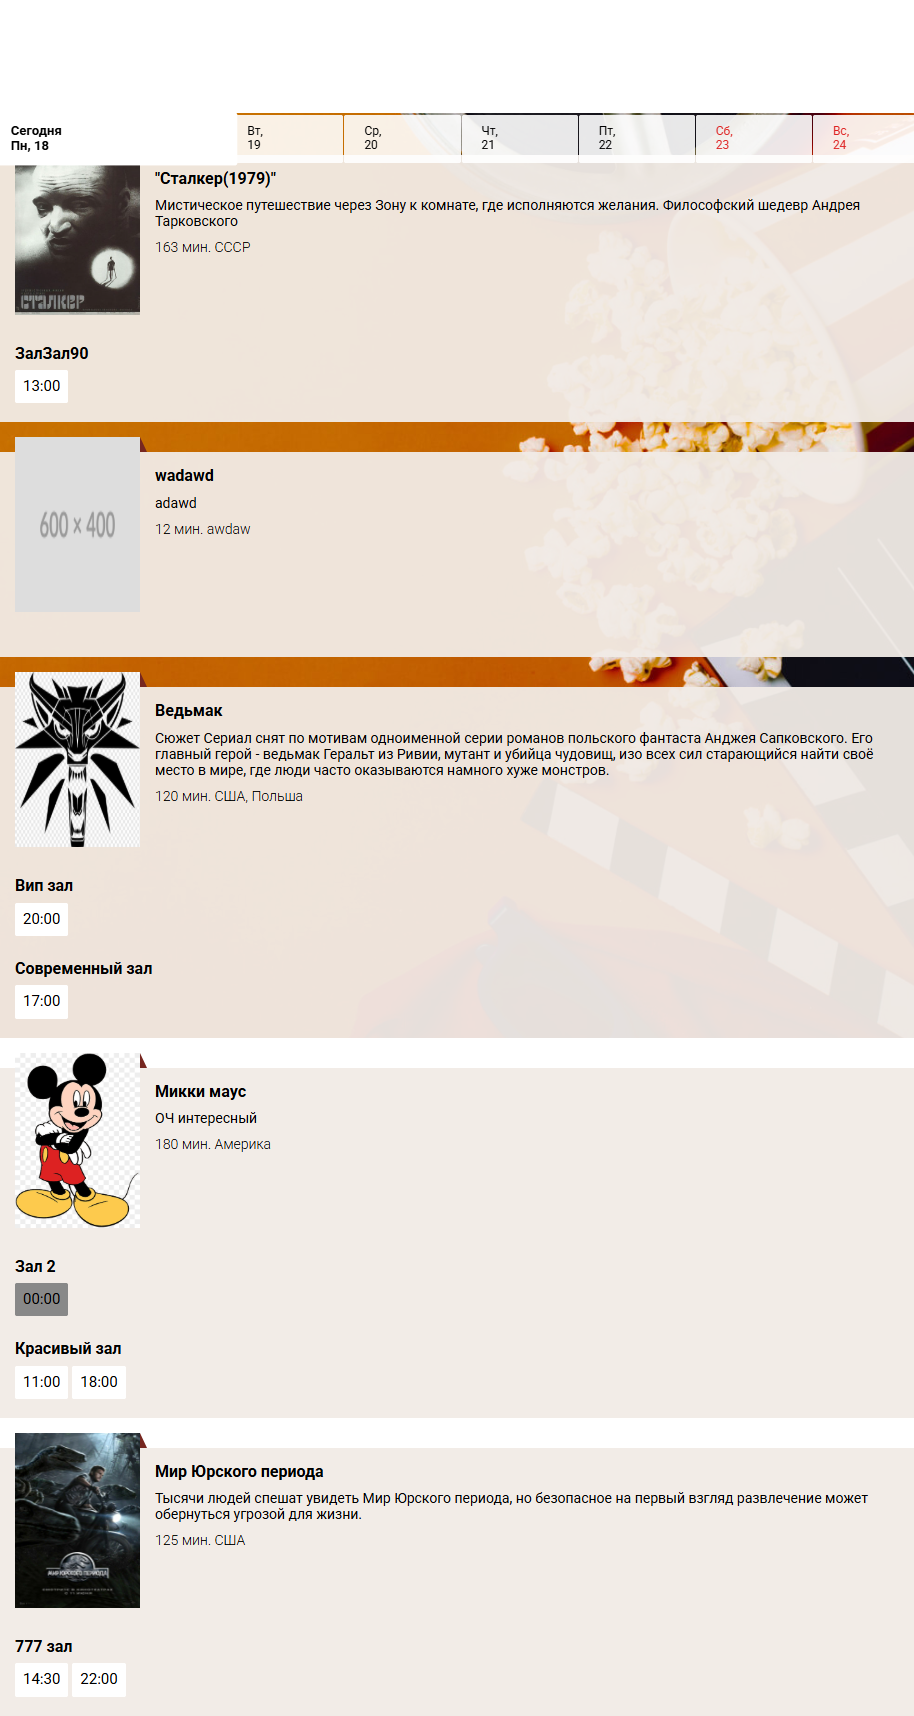 Сегодня
Пн, 18
Вт,
19
Ср,
20
Чт,
21
Пт,
22
Сб,
23
Вс,
24
сталкер
"Сталкер(1979)"
Мистическое путешествие через Зону к комнате, где исполняются желания. Философский шедевр Андрея
Тарковского
163 мин. СССР
ЗалЗал90
13:00
600 × 400
wadawd
adawd
12 мин. awdaw
Ведьмак
Сюжет Сериал снят по мотивам одноименной серии романов польского фантаста Анджея Сапковского. Его
главный герой - ведьмак Геральт из Ривии, мутант и убийца чудовищ, изо всех сил старающийся найти своё
место в мире, где люди часто оказываются намного хуже монстров.
120 мин. США, Польша
Вип зал
20:00
Современный зал
17:00
Микки маус
ОЧ интересный
180 мин. Америка
Зал 2
00:00
Красивый зал
11:00 18:00
МИР ЮРСКОГО ПЕРИОДА
Мир Юрского периода
Тысячи людей спешат увидеть Мир Юрского периода, но безопасное на первый взгляд развлечение может
обернуться угрозой для жизни.
125 мин. США
777 зал
14:30 22:00